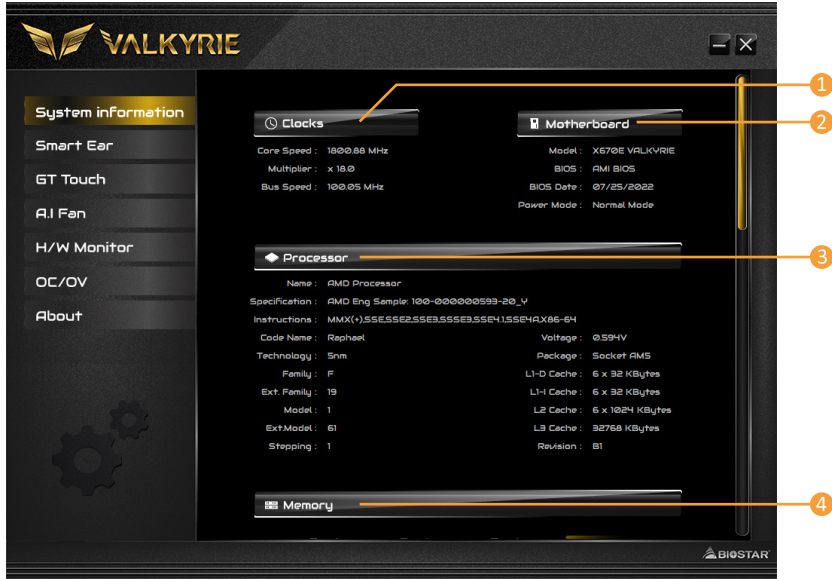 VALKYRIE
System information
Smart Ear
GT Touch
A.I Fan
H/W Monitor
OC/OV
About
1
Clocks
Core Speed : 1800.88 MHz
Multiplier : x 18.0
Bus Speed : 100.05 MHz
2
Motherboard
Model : X670E VALKYRIE
BIOS : AMI BIOS
BIOS Date : 07/25/2022
Power Mode : Normal Mode
3
Processor
Name : AMD Processor
Specification : AMD Eng Sample: 100-000000593-20_Y
Instructions : MMX(+),SSE,SSE2,SSE3,SSSE3,SSE4.1,SSE4A,X86-64
Code Name : Raphael
Technology : 5nm
Family : F
Ext. Family : 19
Model : 1
Ext.Model : 61
Stepping : 1
Voltage : 0.594V
Package : Socket AM5
L1-D Cache : 6 x 32 KBytes
L1-I Cache : 6 x 32 KBytes
L2 Cache : 6 x 1024 KBytes
L3 Cache : 32768 KBytes
Revision : B1
4
Memory
BIOSTAR